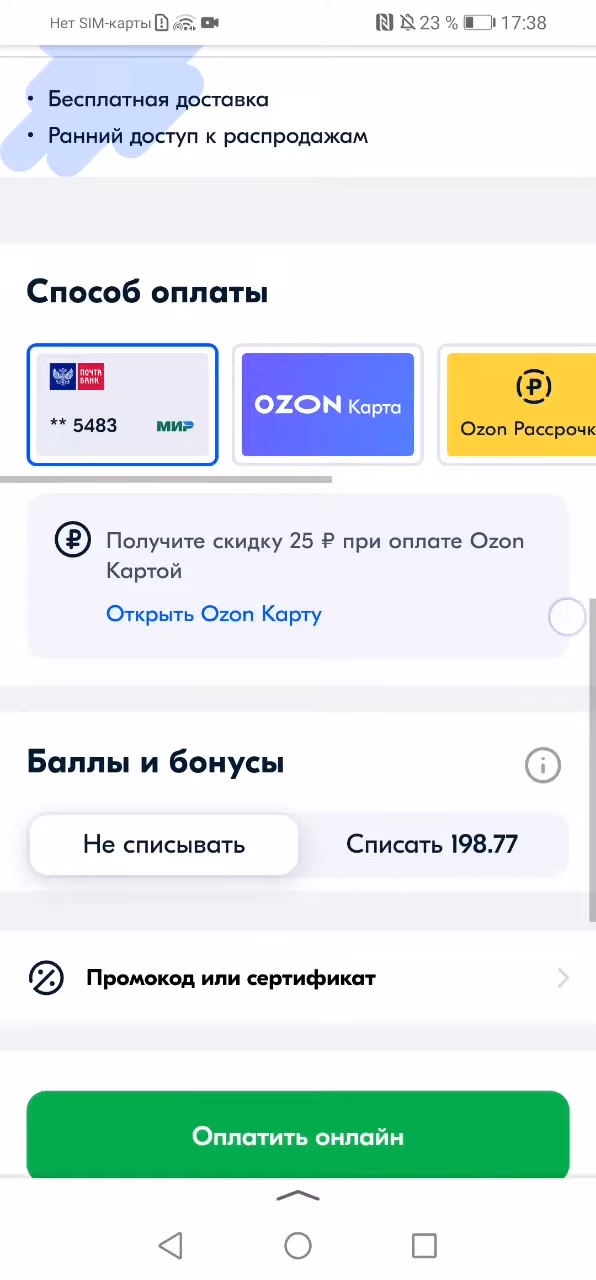 Нет SIM-карты 23 % 17:38
• Бесплатная доставка
• Ранний доступ к распродажам
Способ оплаты
ПОЧТА
БАНК
** 5483 МИР
OZON Карта
₽
Ozon Рассрочк
₽
Получите скидку 25 ₽ при оплате Ozon
Картой
Открыть Ozon Карту
Баллы и бонусы
Не списывать Списать 198.77
Промокод или сертификат
Оплатить онлайн